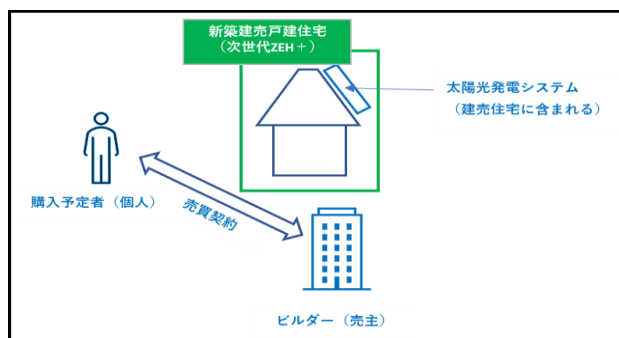 新築建売戸建住宅
（次世代ZEH＋）
太陽光発電システム
（建売住宅に含まれる）
購入予定者（個人）
売買契約
ビルダー（売主）